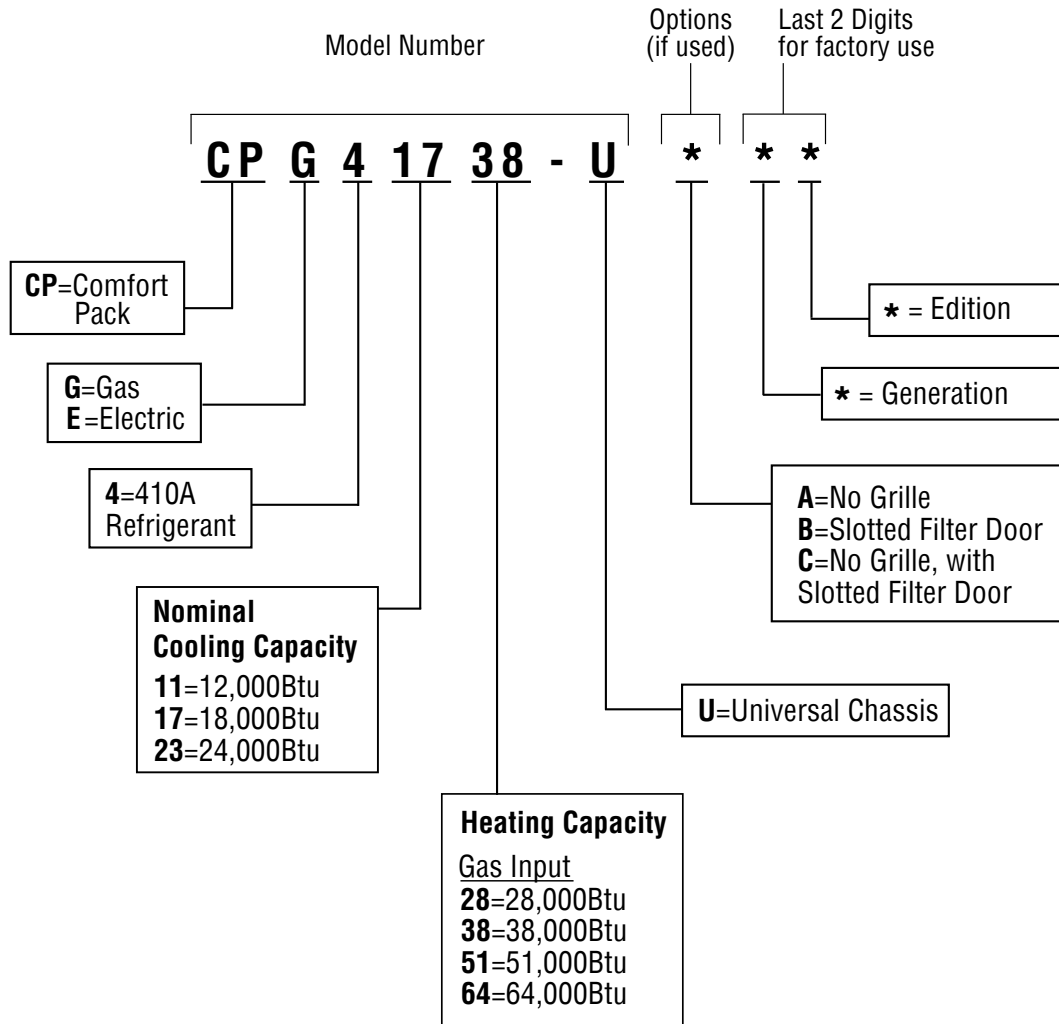 Model Number
Options
(if used)
Last 2 Digits
for factory use
CP G 4 17 38 - U * * *
CP=Comfort
Pack
G=Gas
E=Electric
4=410A
Refrigerant
Nominal
Cooling Capacity
11=12,000Btu
17=18,000Btu
23=24,000Btu
Heating Capacity
Gas Input
28=28,000Btu
38=38,000Btu
51=51,000Btu
64=64,000Btu
U=Universal Chassis
A=No Grille
B=Slotted Filter Door
C=No Grille, with
Slotted Filter Door
* = Generation
* = Edition